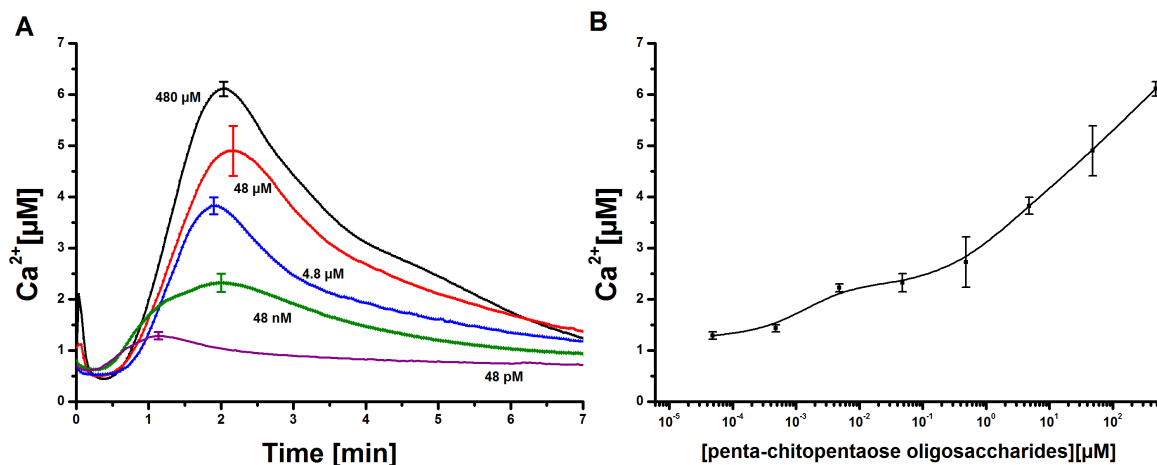 A
Ca²⁺[µM]
7
6
5
4
3
2
1
0
480 µM
48 µM
4.8 µM
48 nM
48 pM
0 1 2 3 4 5 6 7
Time [min]
B
Ca²⁺[µM]
7
6
5
4
3
2
1
0
10⁻⁵ 10⁻⁴ 10⁻³ 10⁻² 10⁻¹ 10⁰ 10¹ 10²
[penta-chitopentaose oligosaccharides][µM]